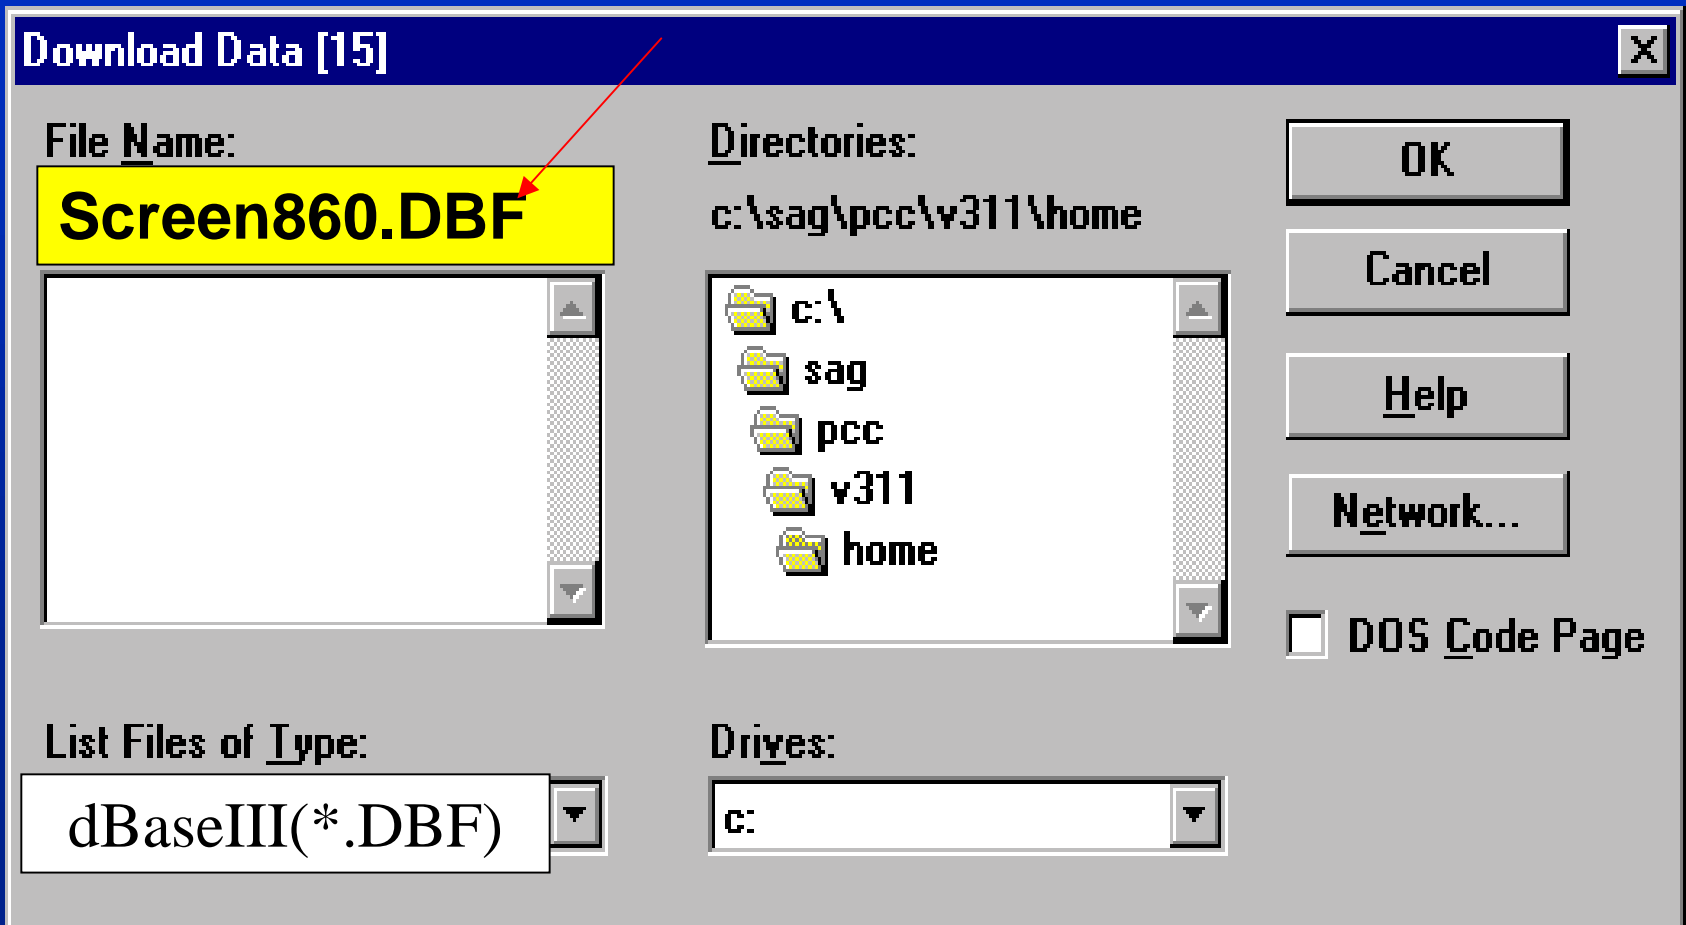 Download Data [15]
File Name:
Screen860.DBF
List Files of Type:
dBaseIII(*.DBF)
Directories:
c:\sag\pcc\v311\home
c:\
sag
pcc
v311
home
Drives:
c:
OK
Cancel
Help
Network...
DOS Code Page